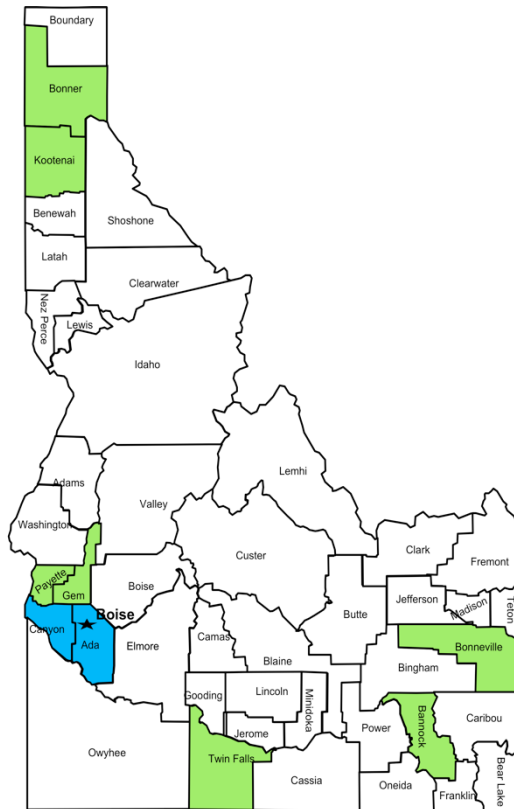 Boundary
Bonner
Kootenai
Benewah
Shoshone
Latah
Clearwater
Nez Perce
Lewis
Idaho
Adams
Lemhi
Valley
Washington
Custer
Clark
Fremont
Payette
Gem
Boise
Butte
Jefferson
Madison
Teton
Boise
Canyon
Ada
Elmore
Camas
Blaine
Bonneville
Bingham
Gooding
Lincoln
Minidoka
Bannock
Caribou
Power
Jerome
Owyhee
Twin Falls
Cassia
Oneida
Franklin
Bear Lake